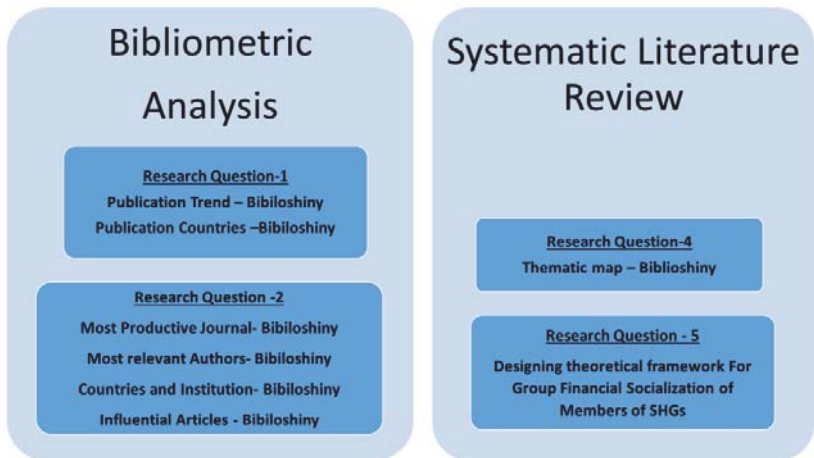 Bibliometric
Analysis
Research Question-1
Publication Trend – Bibiloshiny
Publication Countries –Bibiloshiny
Research Question -2
Most Productive Journal- Bibiloshiny
Most relevant Authors- Bibiloshiny
Countries and Institution- Bibiloshiny
Influential Articles - Bibiloshiny
Systematic Literature
Review
Research Question-4
Thematic map – Biblioshiny
Research Question - 5
Designing theoretical framework For
Group Financial Socialization of
Members of SHGs